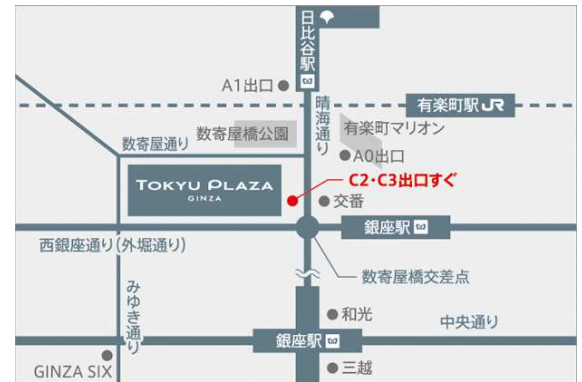 日比谷駅
A1出口
晴海通り
有楽町駅JR
数寄屋橋公園
有楽町マリオン
数寄屋通り
A0出口
C2・C3出口すぐ
TOKYU PLAZA
GINZA
交番
銀座駅
西銀座通り(外堀通り)
数寄屋橋交差点
みゆき通り
和光
中央通り
銀座駅
GINZA SIX
三越